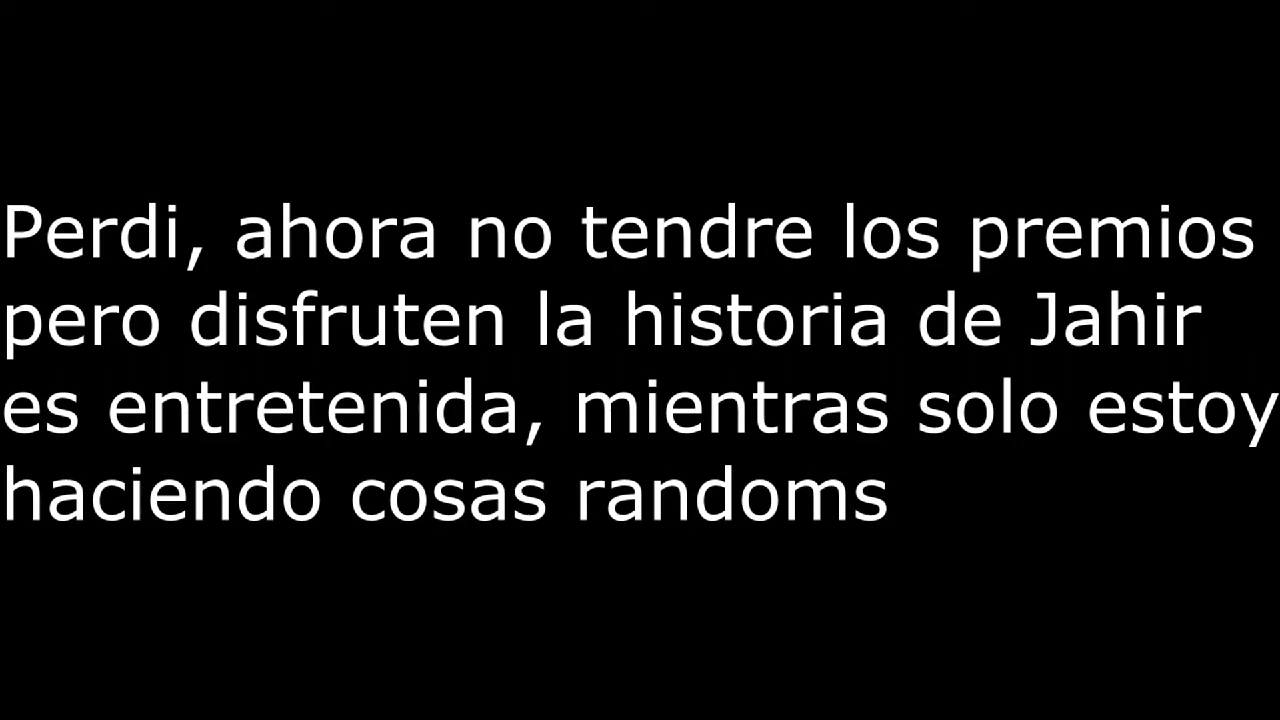 Perdi, ahora no tendre los premios
pero disfruten la historia de Jahir
es entretenida, mientras solo estoy
haciendo cosas randoms